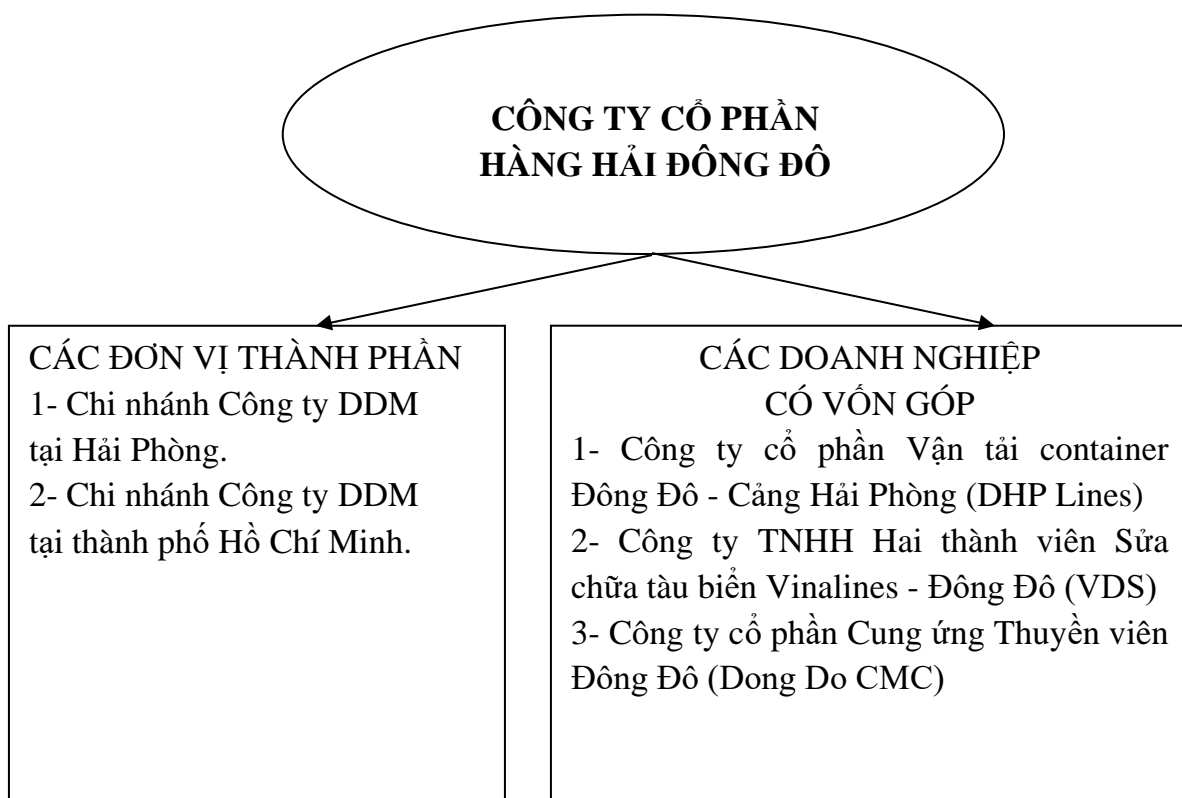 CÔNG TY CỔ PHẦN
HÀNG HẢI ĐÔNG ĐÔ
CÁC ĐƠN VỊ THÀNH PHẦN
1- Chi nhánh Công ty DDM
tại Hải Phòng.
2- Chi nhánh Công ty DDM
tại thành phố Hồ Chí Minh.
CÁC DOANH NGHIỆP
CÓ VỐN GÓP
1- Công ty cổ phần Vận tải container
Đông Đô - Cảng Hải Phòng (DHP Lines)
2- Công ty TNHH Hai thành viên Sửa
chữa tàu biển Vinalines - Đông Đô (VDS)
3- Công ty cổ phần Cung ứng Thuyền viên
Đông Đô (Dong Do CMC)